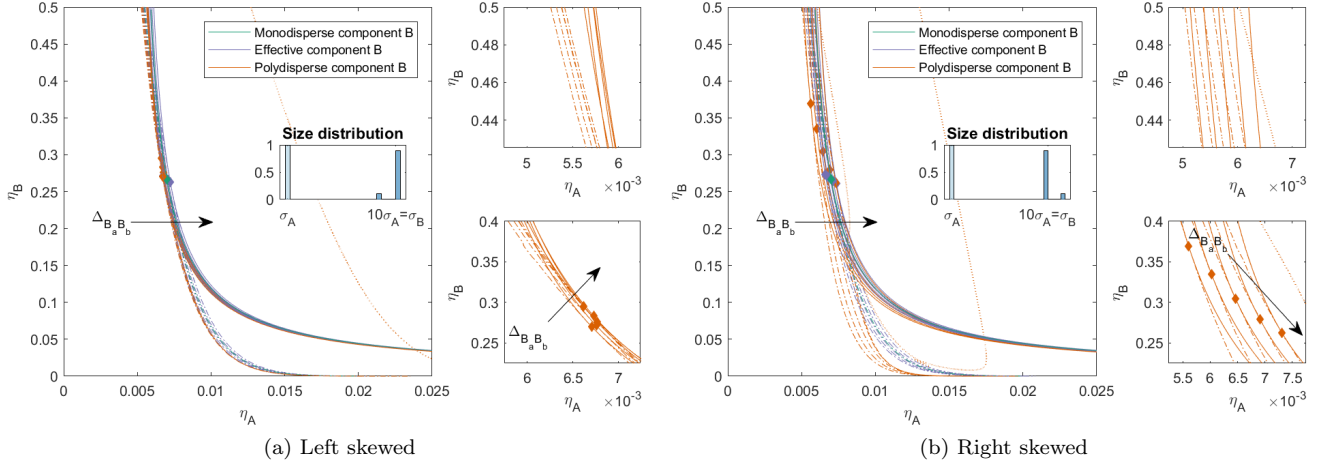 0.5
0.45
0.4
0.35
0.3
0.25
0.2
0.15
0.1
0.05
0
η_B
0 0.005 0.01 0.015 0.02 0.025
η_A
Monodisperse component B
Effective component B
Polydisperse component B
Size distribution
1
0.5
0
σ_A 10σ_A=σ_B
Δ_{B_aB_b}
0.5
0.48
0.46
0.44
η_B
5 5.5 6
η_A ×10^{-3}
0.4
0.35
0.3
0.25
η_B
Δ_{B_aB_b}
6 6.5 7
η_A ×10^{-3}
(a) Left skewed
0.5
0.45
0.4
0.35
0.3
0.25
0.2
0.15
0.1
0.05
0
η_B
0 0.005 0.01 0.015 0.02 0.025
η_A
Monodisperse component B
Effective component B
Polydisperse component B
Size distribution
1
0.5
0
σ_A 10σ_A=σ_B
Δ_{B_aB_b}
0.5
0.48
0.46
0.44
η_B
5 6 7
η_A ×10^{-3}
0.4
0.35
0.3
0.25
η_B
Δ_{B_aB_b}
5.5 6 6.5 7 7.5
η_A ×10^{-3}
(b) Right skewed